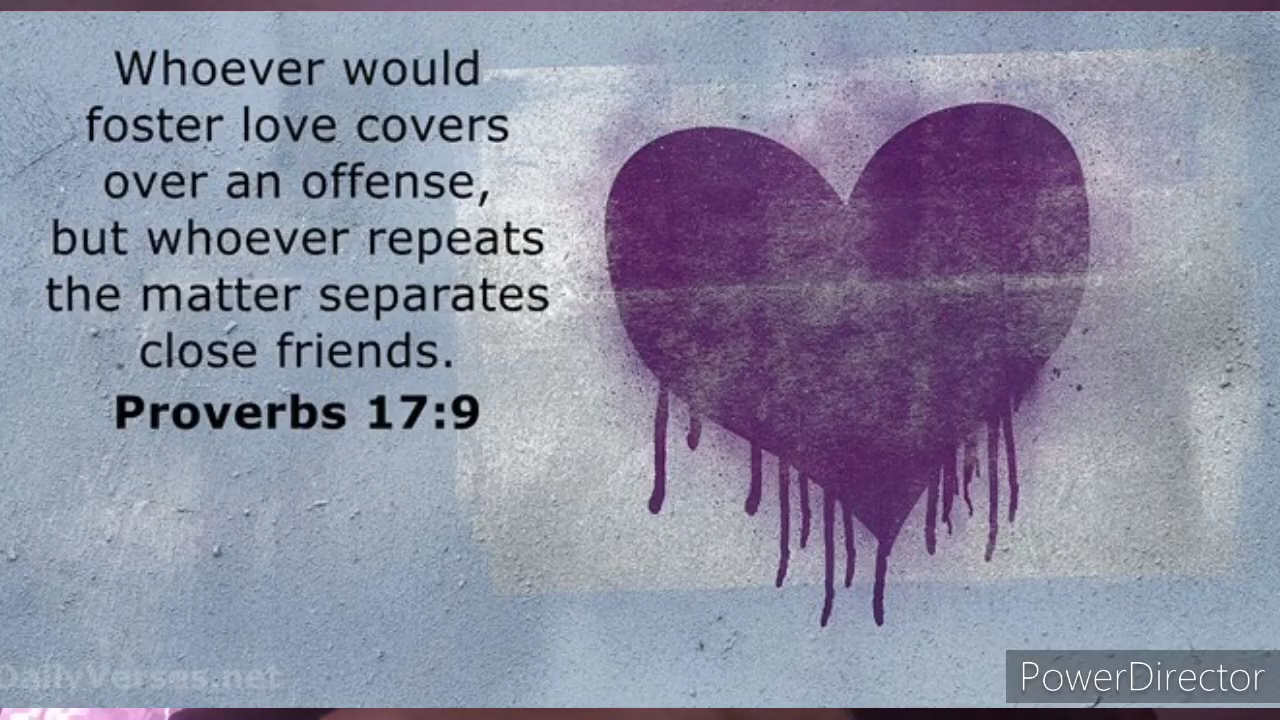 Whoever would
foster love covers
over an offense,
but whoever repeats
the matter separates
close friends.
Proverbs 17:9
DailyVerses.net
PowerDirector